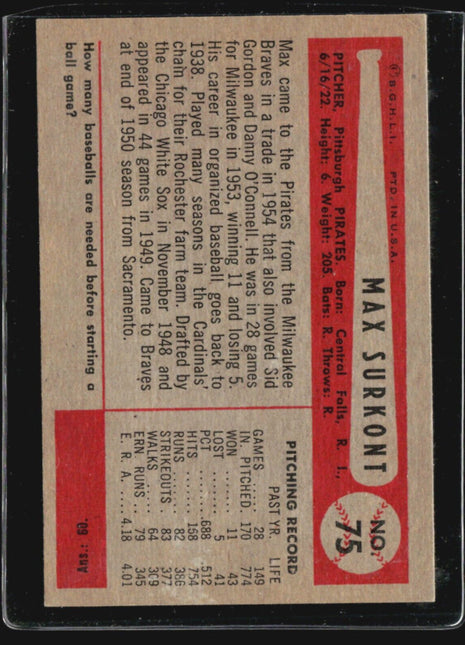 © B.G.H.L.I. PTD. IN U.S.A.
MAX SURKONT
NO.
75
PITCHER, Pittsburgh PIRATES. Born: Central Falls, R. I.,
6/16/22. Height: 6. Weight: 205. Bats: R. Throws: R.
Max came to the Pirates from the Milwaukee
Braves in a trade in 1954 that also involved Sid
Gordon and Danny O'Connell. He was in 28 games
for Milwaukee in 1953, winning 11 and losing 5.
His career in organized baseball goes back to
1938. Played many seasons in the Cardinals'
chain for their Rochester farm team. Drafted by
the Chicago White Sox in November 1948 and
appeared in 44 games in 1949. Came to Braves
at end of 1950 season from Sacramento.
PITCHING RECORD
PAST YR. LIFE
GAMES 28 149
IN. PITCHED 170 774
WON 11 43
LOST 5 41
PCT .688 .512
HITS 168 754
RUNS 82 386
STRIKEOUTS 83 377
WALKS 64 309
ERN RUNS 79 345
E. R. A. 4.18 4.01
How many baseballs are needed before starting a
ball game?
Ans.: 60.